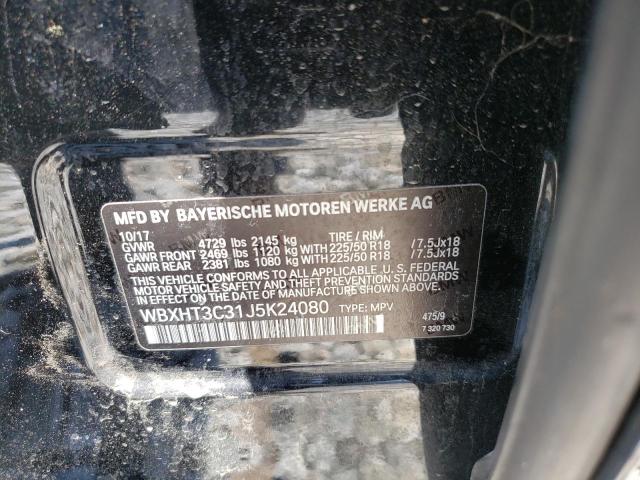 MFD BY BAYERISCHE MOTOREN WERKE AG
10/17 TIRE / RIM
GVWR 4729 lbs 2145 kg
GAWR FRONT 2469 lbs 1120 kg WITH 225/50 R18 /7.5Jx18
GAWR REAR 2381 lbs 1080 kg WITH 225/50 R18 /7.5Jx18
THIS VEHICLE CONFORMS TO ALL APPLICABLE U. S. FEDERAL
MOTOR VEHICLE SAFETY AND THEFT PREVENTION STANDARDS
IN EFFECT ON THE DATE OF MANUFACTURE SHOWN ABOVE.
WBXHT3C31J5K24080 TYPE: MPV 475/9
7 320 730